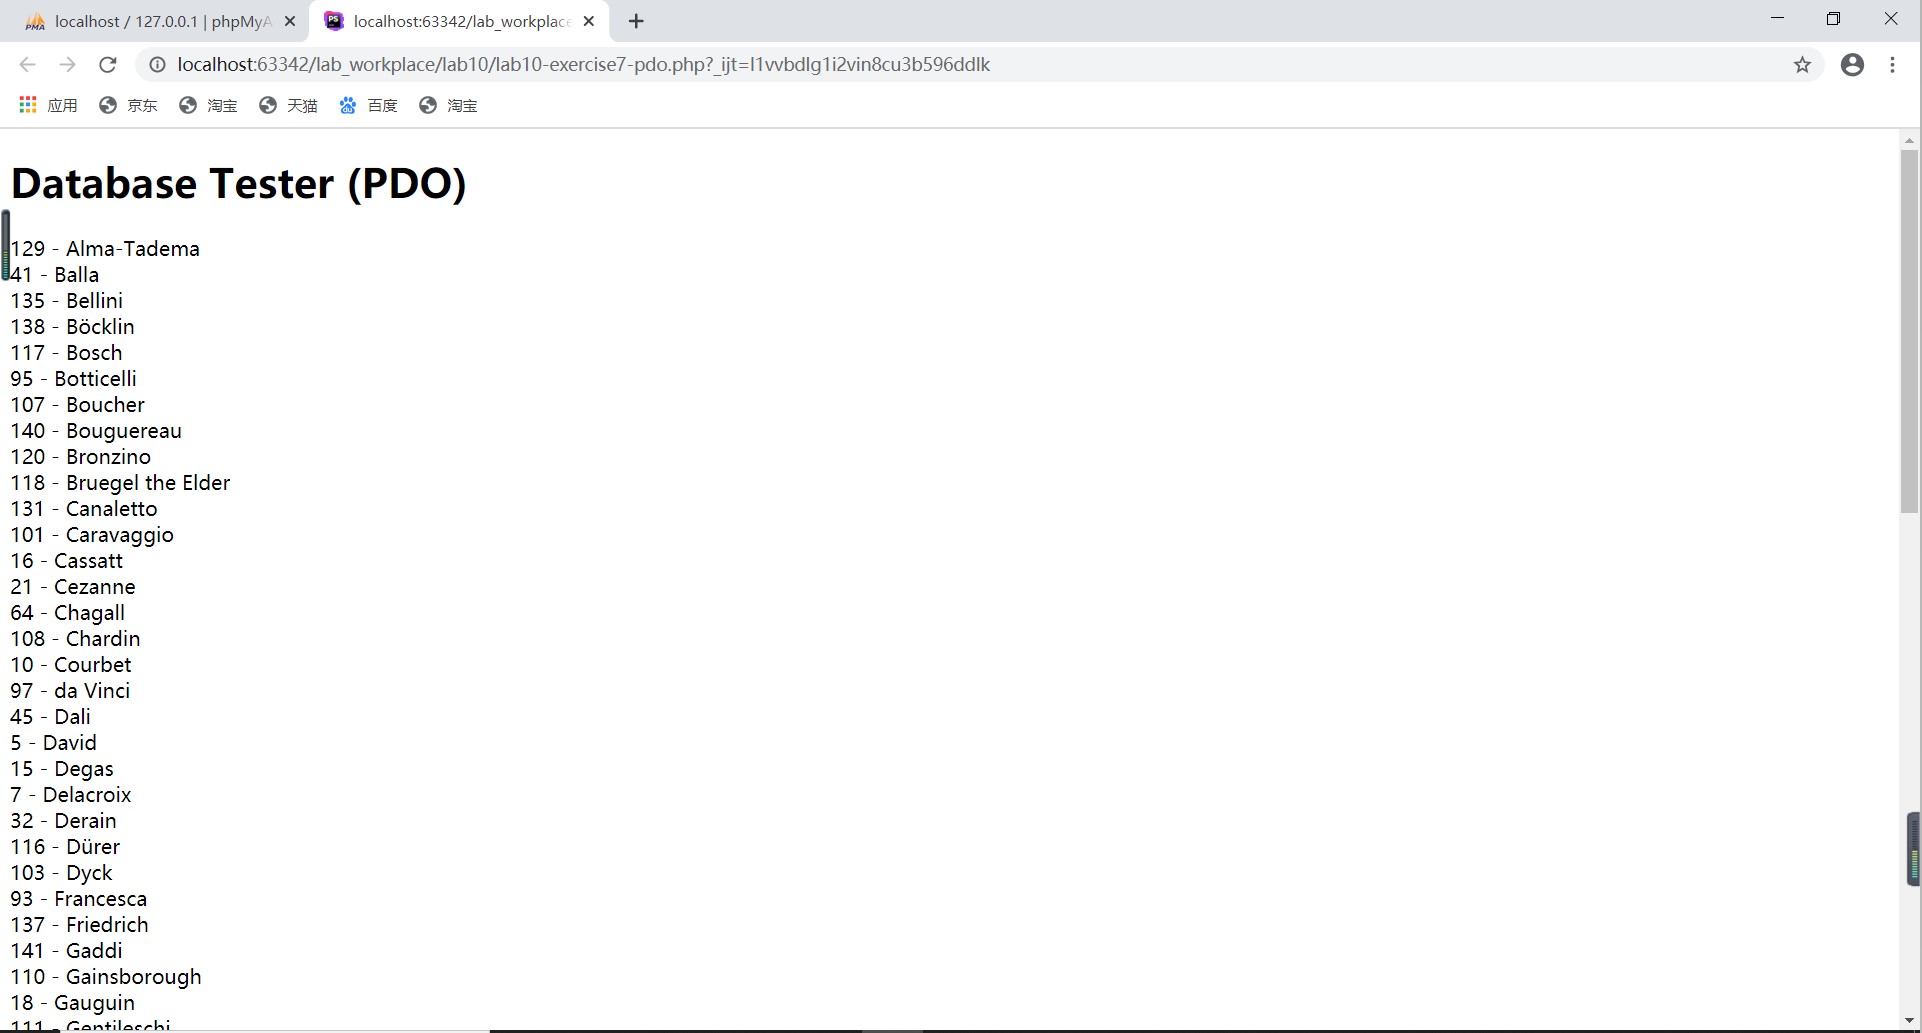 localhost / 127.0.0.1 | phpMyA
localhost:63342/lab_workplace
localhost:63342/lab_workplace/lab10/lab10-exercise7-pdo.php?_ijt=l1vvbdlg1i2vin8cu3b596ddlk
应用 京东 淘宝 天猫 百度 淘宝
Database Tester (PDO)
129 - Alma-Tadema
41 - Balla
135 - Bellini
138 - Böcklin
117 - Bosch
95 - Botticelli
107 - Boucher
140 - Bouguereau
120 - Bronzino
118 - Bruegel the Elder
131 - Canaletto
101 - Caravaggio
16 - Cassatt
21 - Cezanne
64 - Chagall
108 - Chardin
10 - Courbet
97 - da Vinci
45 - Dali
5 - David
15 - Degas
7 - Delacroix
32 - Derain
116 - Dürer
103 - Dyck
93 - Francesca
137 - Friedrich
141 - Gaddi
110 - Gainsborough
18 - Gauguin
111 - Gentileschi